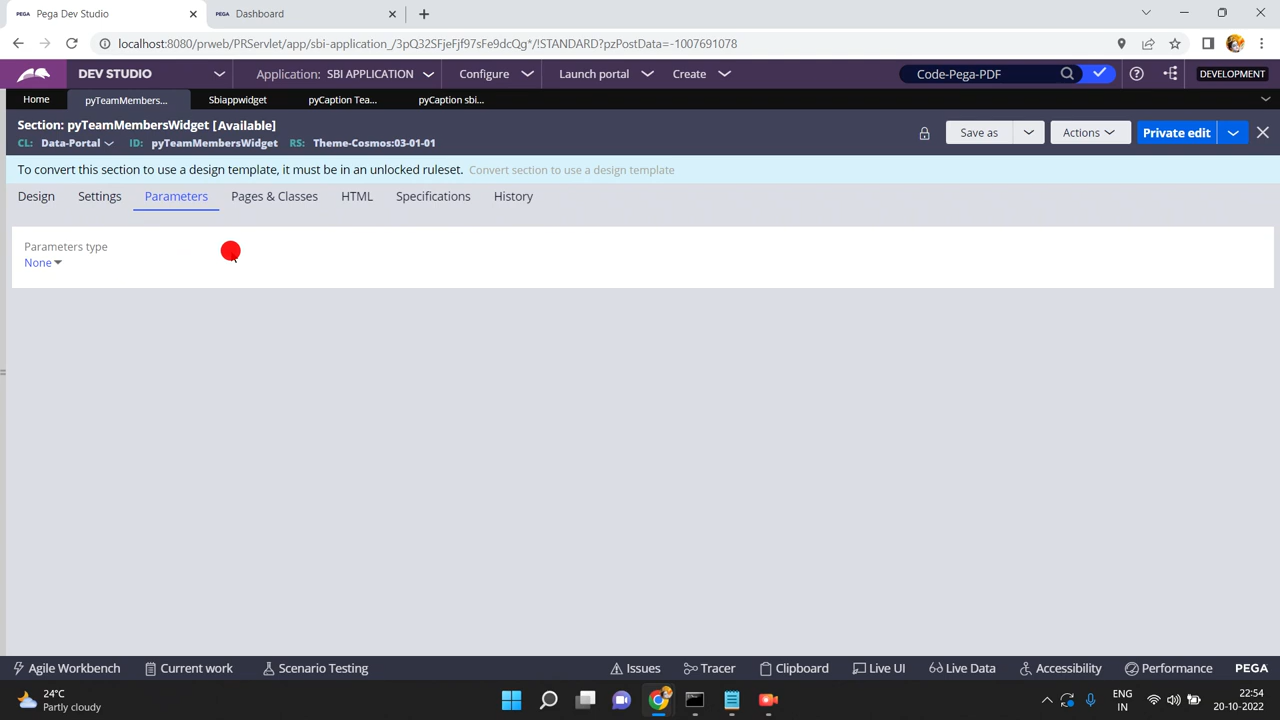 PEGA Pega Dev Studio
PEGA Dashboard
localhost:8080/prweb/PRServlet/app/sbi-application_/3pQ32SFjeFjf97sFe9dcQg*/!STANDARD?pzPostData=-1007691078
DEV STUDIO Application: SBI APPLICATION Configure Launch portal Create Code-Pega-PDF DEVELOPMENT
Home pyTeamMembers... Sbiappwidget pyCaption Tea... pyCaption sbi...
Section: pyTeamMembersWidget [Available]
CL: Data-Portal ID: pyTeamMembersWidget RS: Theme-Cosmos:03-01-01
Save as Actions Private edit
To convert this section to use a design template, it must be in an unlocked ruleset. Convert section to use a design template
Design Settings Parameters Pages & Classes HTML Specifications History
Parameters type
None
Agile Workbench Current work Scenario Testing Issues Tracer Clipboard Live UI Live Data Accessibility Performance PEGA
24°C
Partly cloudy
ENG
IN
22:54
20-10-2022